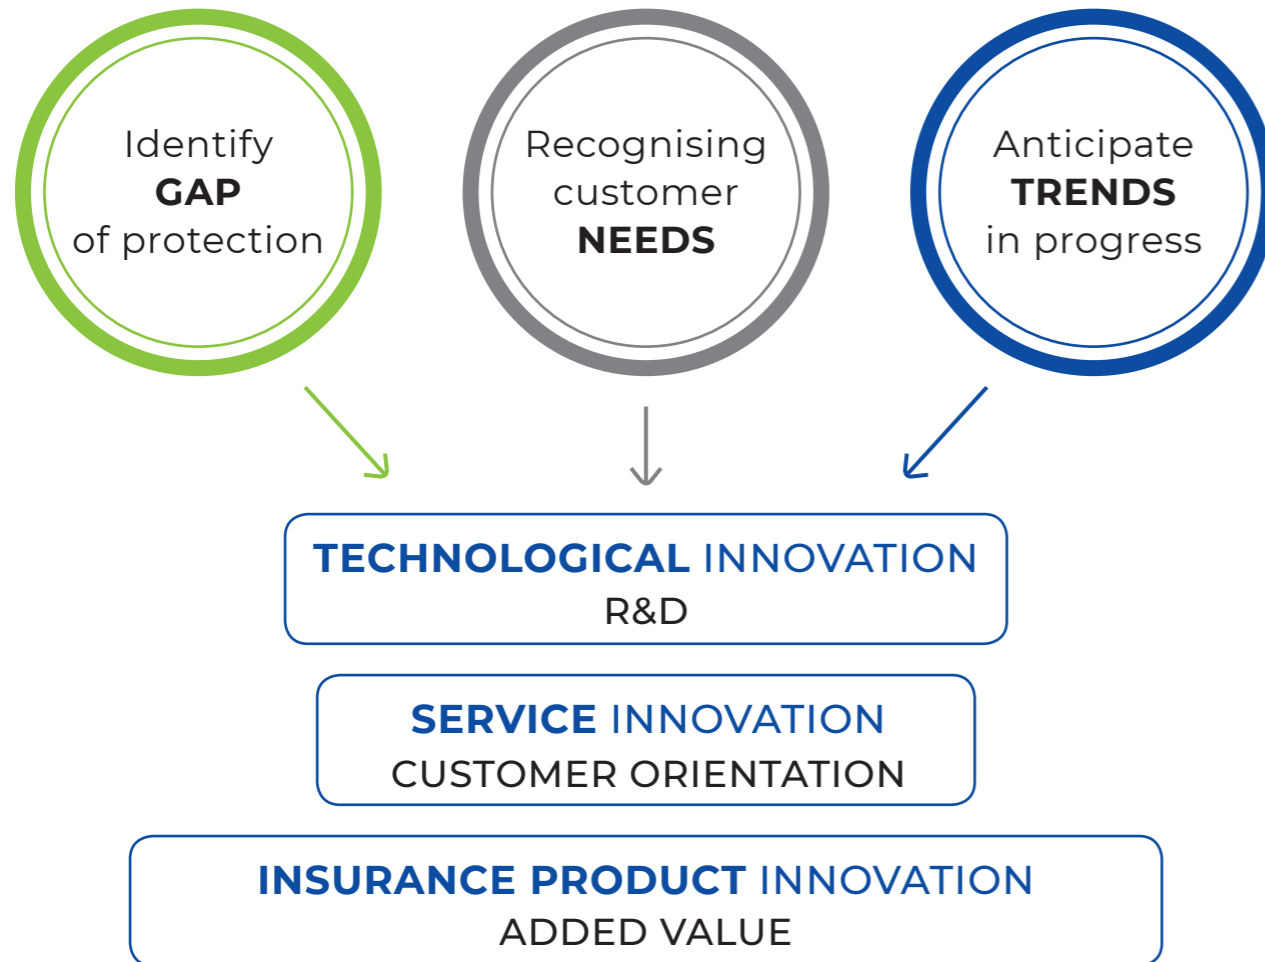 Identify
GAP
of protection
Recognising
customer
NEEDS
Anticipate
TRENDS
in progress
TECHNOLOGICAL INNOVATION
R&D
SERVICE INNOVATION
CUSTOMER ORIENTATION
INSURANCE PRODUCT INNOVATION
ADDED VALUE